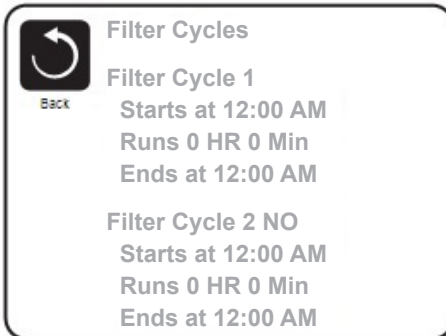 Filter Cycles
Back
Filter Cycle 1
Starts at 12:00 AM
Runs 0 HR 0 Min
Ends at 12:00 AM
Filter Cycle 2 NO
Starts at 12:00 AM
Runs 0 HR 0 Min
Ends at 12:00 AM